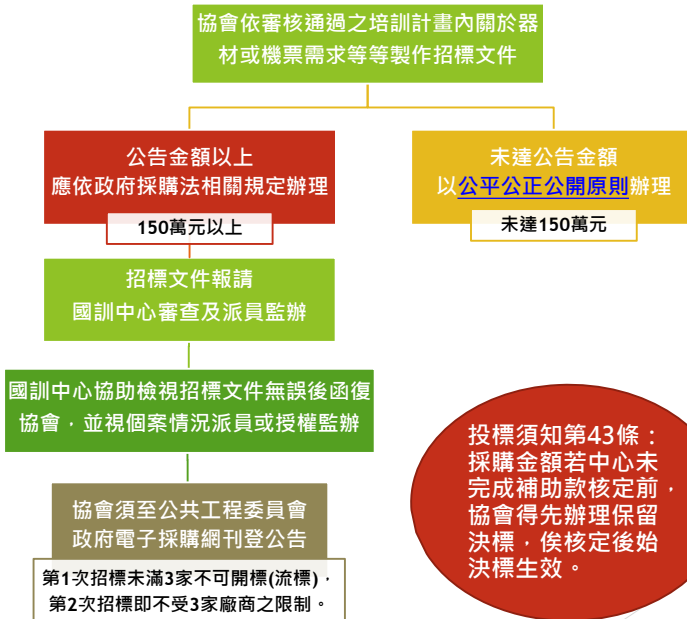 協會依審核通過之培訓計畫內關於器
材或機票需求等等製作招標文件
公告金額以上
應依政府採購法相關規定辦理
150萬元以上
未達公告金額
以公平公正公開原則辦理
未達150萬元
招標文件報請
國訓中心審查及派員監辦
國訓中心協助檢視招標文件無誤後函復
協會，並視個案情況派員或授權監辦
協會須至公共工程委員會
政府電子採購網刊登公告
第1次招標未滿3家不可開標(流標)，
第2次招標即不受3家廠商之限制。
投標須知第43條：
採購金額若中心未
完成補助款核定前，
協會得先辦理保留
決標，俟核定後始
決標生效。